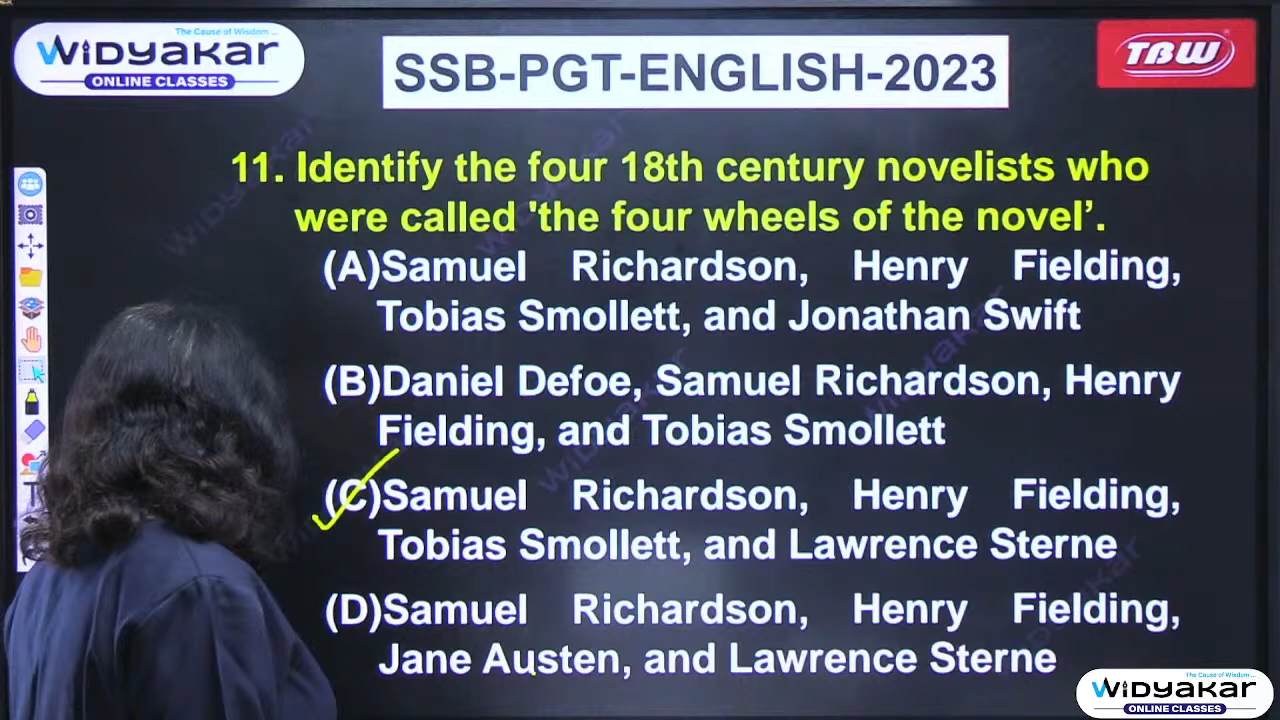 The Cause of Wisdom ...
WiDYAKAR
ONLINE CLASSES
SSB-PGT-ENGLISH-2023
TBW
11. Identify the four 18th century novelists who
were called 'the four wheels of the novel’.
(A)Samuel Richardson, Henry Fielding,
Tobias Smollett, and Jonathan Swift
(B)Daniel Defoe, Samuel Richardson, Henry
Fielding, and Tobias Smollett
(C)Samuel Richardson, Henry Fielding,
Tobias Smollett, and Lawrence Sterne
(D)Samuel Richardson, Henry Fielding,
Jane Austen, and Lawrence Sterne
The Cause of Wisdom ...
WiDYAKAR
ONLINE CLASSES